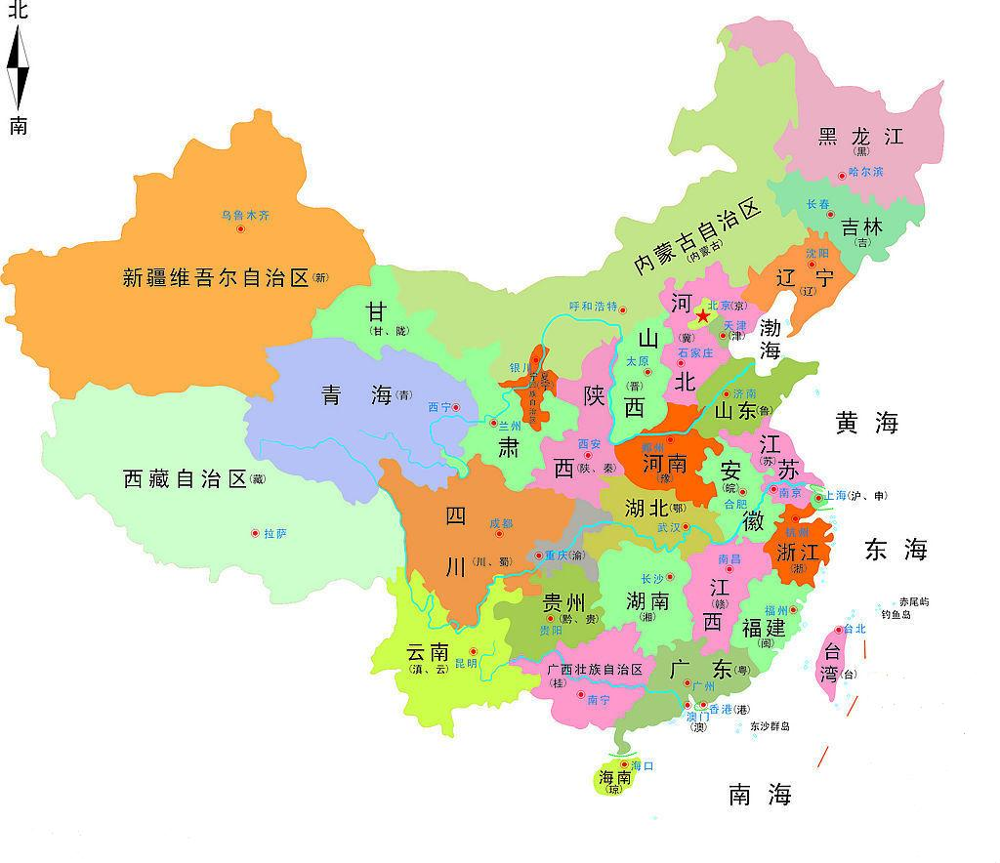 北
南
黑龙江
(黑)
哈尔滨
长春
吉林
(吉)
沈阳
辽宁
(辽)
内蒙古自治区
(内蒙古)
呼和浩特
乌鲁木齐
新疆维吾尔自治区(新)
甘
(甘、陇)
肃
兰州
河
(冀)
北
石家庄
北京(京)
天津
(津)
渤
海
山
太原
(晋)
西
银川
宁夏
回族自治区
(宁)
陕
西
(陕、秦)
西安
青海(青)
西宁
济南
山东(鲁)
黄海
郑州
河南
(豫)
江
(苏)
苏
南京
安
(皖)
合肥
徽
上海(沪、申)
西藏自治区(藏)
拉萨
四
川
(川、蜀)
成都
重庆(渝)
湖北(鄂)
武汉
杭州
浙江
(浙)
东海
长沙
湖南
(湘)
南昌
江
(赣)
西
贵州
(黔、贵)
贵阳
福州
福建
(闽)
赤尾屿
钓鱼岛
台北
台
湾(台)
云南
(滇、云)
昆明
广西壮族自治区
(桂)
南宁
广东(粤)
广州
香港(港)
澳门
(澳)
东沙群岛
海口
海南
(琼)
南海